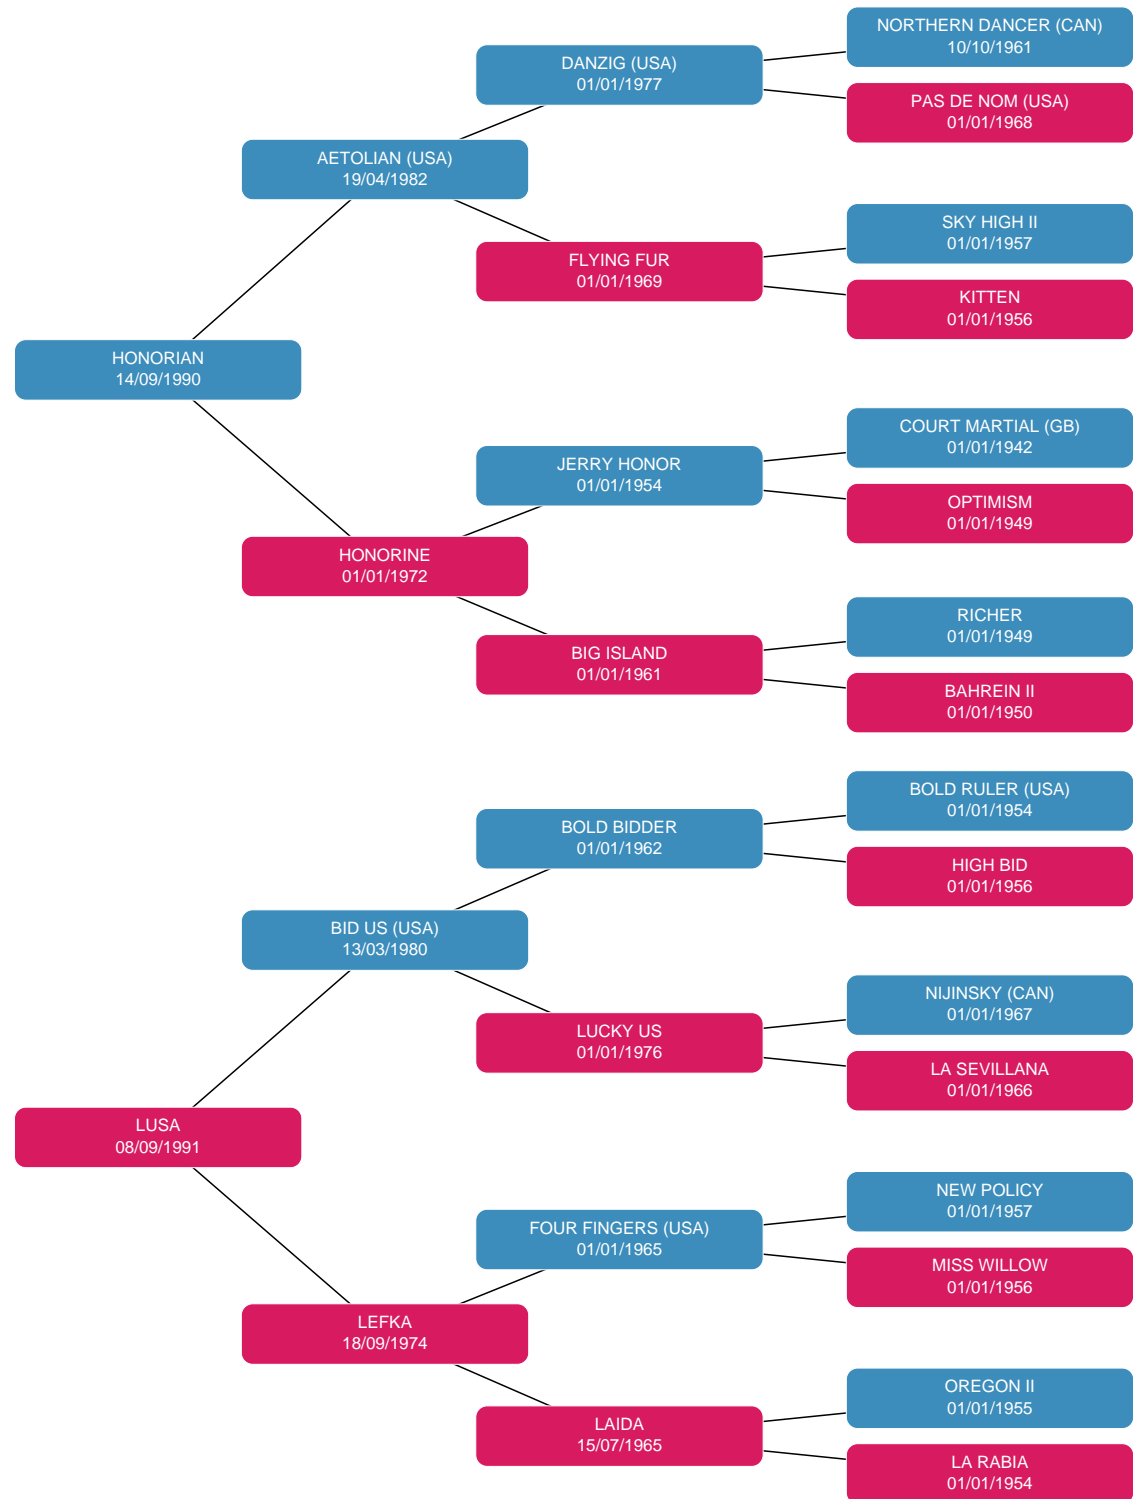 NORTHERN DANCER (CAN)
10/10/1961
DANZIG (USA)
01/01/1977
PAS DE NOM (USA)
01/01/1968
AETOLIAN (USA)
19/04/1982
SKY HIGH II
01/01/1957
FLYING FUR
01/01/1969
KITTEN
01/01/1956
HONORIAN
14/09/1990
COURT MARTIAL (GB)
01/01/1942
JERRY HONOR
01/01/1954
OPTIMISM
01/01/1949
HONORINE
01/01/1972
RICHER
01/01/1949
BIG ISLAND
01/01/1961
BAHREIN II
01/01/1950
BOLD RULER (USA)
01/01/1954
BOLD BIDDER
01/01/1962
HIGH BID
01/01/1956
BID US (USA)
13/03/1980
NIJINSKY (CAN)
01/01/1967
LUCKY US
01/01/1976
LA SEVILLANA
01/01/1966
LUSA
08/09/1991
NEW POLICY
01/01/1957
FOUR FINGERS (USA)
01/01/1965
MISS WILLOW
01/01/1956
LEFKA
18/09/1974
OREGON II
01/01/1955
LAIDA
15/07/1965
LA RABIA
01/01/1954